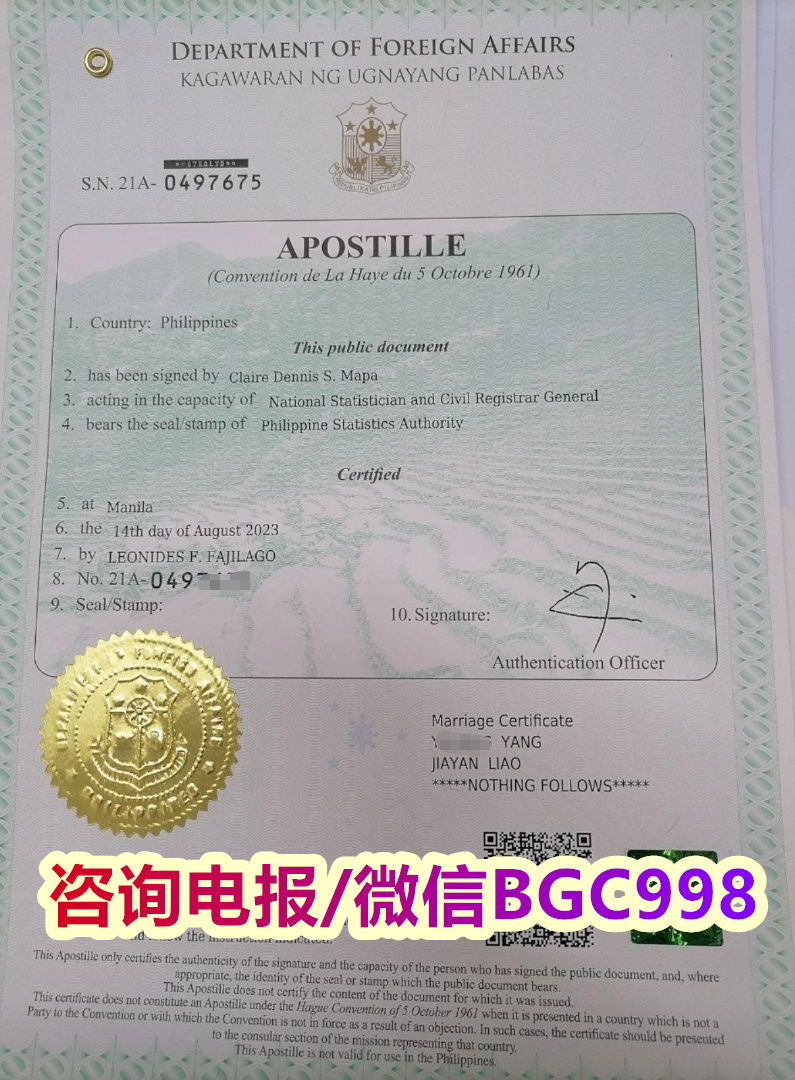 DEPARTMENT OF FOREIGN AFFAIRS
KAGAWARAN NG UGNAYANG PANLABAS
REPUBLIKA NG PILIPINAS
S.N. 21A-0497675
APOSTILLE
(Convention de La Haye du 5 Octobre 1961)
1. Country: Philippines
This public document
2. has been signed by Claire Dennis S. Mapa
3. acting in the capacity of National Statistician and Civil Registrar General
4. bears the seal/stamp of Philippine Statistics Authority
Certified
5. at Manila
6. the 14th day of August 2023
7. by LEONIDES F. FAJILAGO
8. No. 21A-049
9. Seal/Stamp:
10. Signature:
Authentication Officer
FOREIGN AFFAIRS
PHILIPPINES
Marriage Certificate
YANG
JIAYAN LIAO
*****NOTHING FOLLOWS*****
咨询电报/微信BGC998
the instruction indicated.
This Apostille only certifies the authenticity of the signature and the capacity of the person who has signed the public document, and, where
appropriate, the identity of the seal or stamp which the public document bears.
This Apostille does not certify the content of the document for which it was issued.
This certificate does not constitute an Apostille under the Hague Convention of 5 October 1961 when it is presented in a country which is not a
Party to the Convention or with which the Convention is not in force as a result of an objection. In such cases, the certificate should be presented
to the consular section of the mission representing that country.
This Apostille is not valid for use in the Philippines.